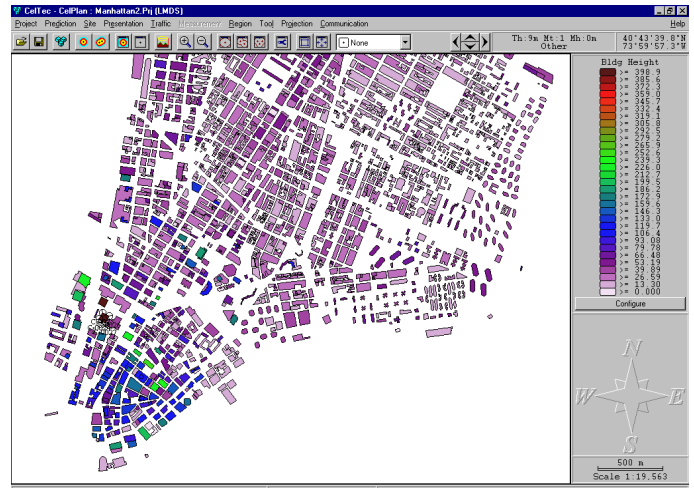 CelTec - CelPlan : Manhattan2.Prj (LMDS)
Project Prediction Site Presentation Traffic Measurement Region Tool Projection Communication Help
None
Th:9m Mt:1 Mh:0m
Other
40°43'39.8"N
73°59'57.3"W
Bldg Height
>= 398.9
>= 385.6
>= 372.3
>= 359.0
>= 345.7
>= 332.4
>= 319.1
>= 305.8
>= 292.5
>= 279.2
>= 265.9
>= 252.6
>= 239.3
>= 226.0
>= 212.7
>= 199.5
>= 186.2
>= 172.9
>= 159.6
>= 146.3
>= 133.0
>= 119.7
>= 106.4
>= 93.08
>= 79.78
>= 66.48
>= 53.19
>= 39.89
>= 26.59
>= 13.30
>= 0.000
Configure
N
W E
S
500 m
Scale 1:19,563